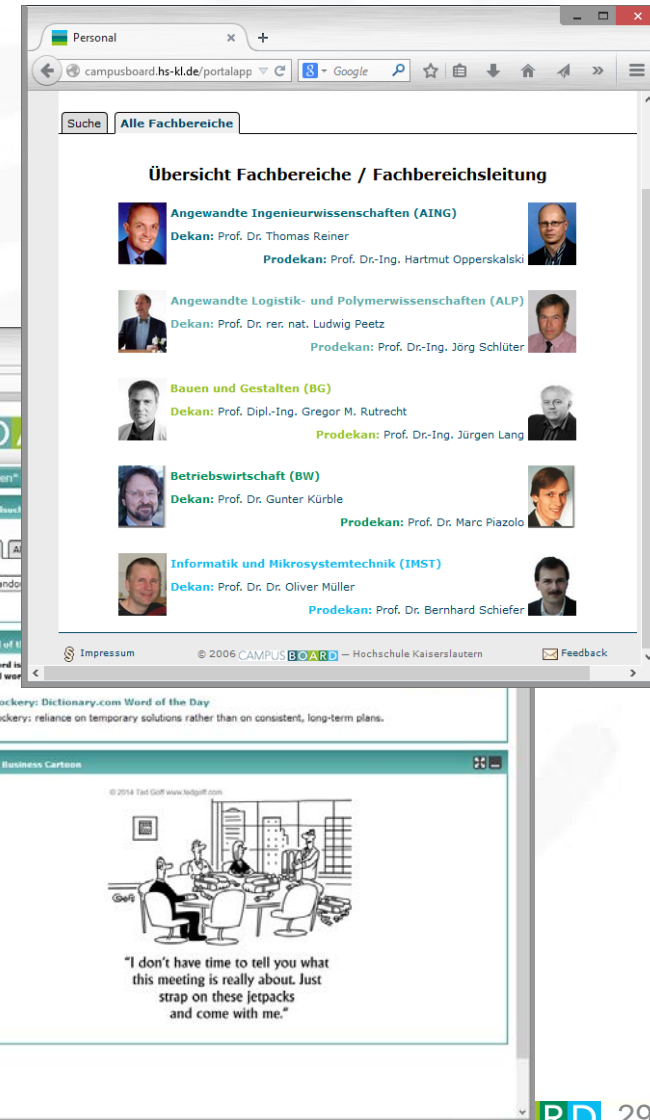 Personal
campusboard.hs-kl.de/portalapp
Google
Suche
Alle Fachbereiche
Übersicht Fachbereiche / Fachbereichsleitung
Angewandte Ingenieurwissenschaften (AING)
Dekan: Prof. Dr. Thomas Reiner
Prodekan: Prof. Dr.-Ing. Hartmut Opperskalski
Angewandte Logistik- und Polymerwissenschaften (ALP)
Dekan: Prof. Dr. rer. nat. Ludwig Peetz
Prodekan: Prof. Dr.-Ing. Jörg Schlüter
Bauen und Gestalten (BG)
Dekan: Prof. Dipl.-Ing. Gregor M. Rutrecht
Prodekan: Prof. Dr.-Ing. Jürgen Lang
Betriebswirtschaft (BW)
Dekan: Prof. Dr. Gunter Kürble
Prodekan: Prof. Dr. Marc Piazolo
Informatik und Mikrosystemtechnik (IMST)
Dekan: Prof. Dr. Dr. Oliver Müller
Prodekan: Prof. Dr. Bernhard Schiefer
Impressum
© 2006 CAMPUS BOARD — Hochschule Kaiserslautern
Feedback
ockery: Dictionary.com Word of the Day
ockery: reliance on temporary solutions rather than on consistent, long-term plans.
Business Cartoon
© 2014 Ted Goff www.tedgoff.com
"I don't have time to tell you what
this meeting is really about. Just
strap on these jetpacks
and come with me."
R D 29